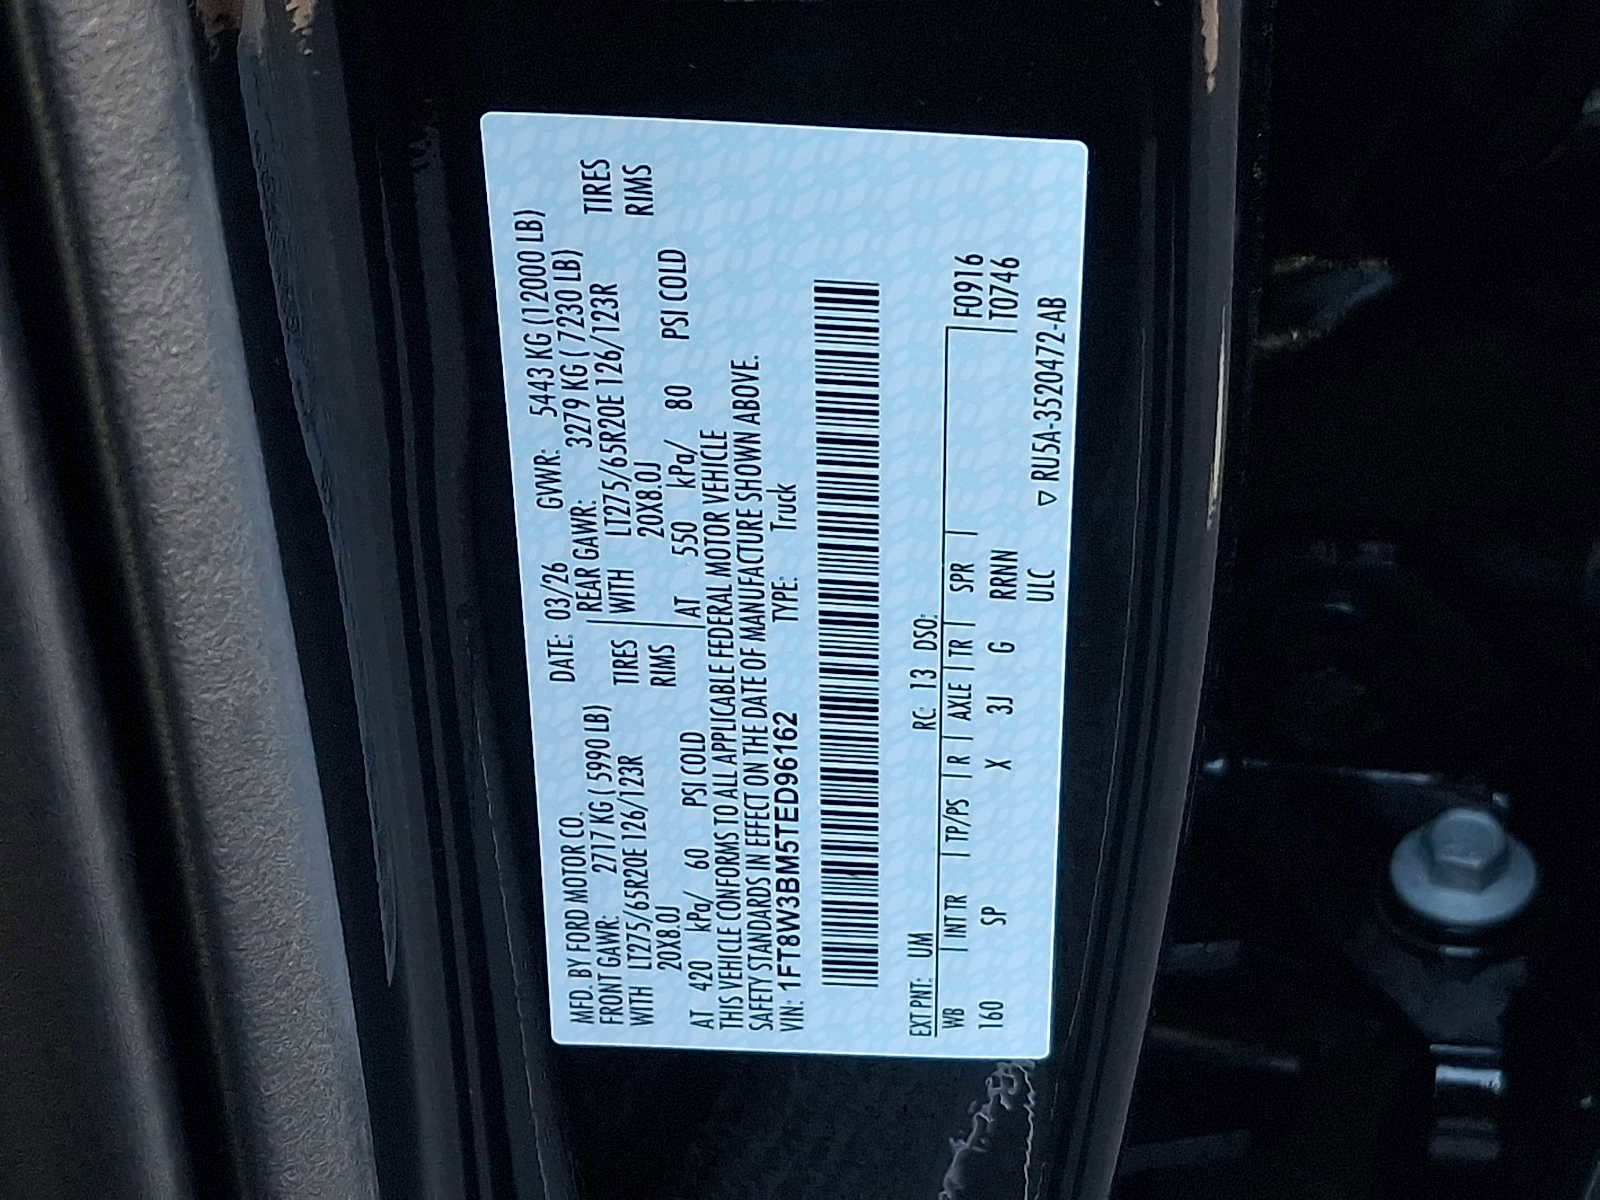 MFD. BY FORD MOTOR CO. DATE: 03/26 GVWR: 5443 KG (12000 LB)
FRONT GAWR: 2717 KG ( 5990 LB) REAR GAWR: 3279 KG ( 7230 LB)
WITH LT275/65R20E 126/123R TIRES WITH LT275/65R20E 126/123R TIRES
20X8.0J RIMS 20X8.0J RIMS
AT 420 kPa/ 60 PSI COLD AT 550 kPa/ 80 PSI COLD
THIS VEHICLE CONFORMS TO ALL APPLICABLE FEDERAL MOTOR VEHICLE
SAFETY STANDARDS IN EFFECT ON THE DATE OF MANUFACTURE SHOWN ABOVE.
VIN: 1FT8W3BM5TED96162 TYPE: Truck
EXT PNT: UM RC: 13 DSO:
WB INT TR TP/PS R AXLE TR SPR F0916
160 SP X 3J G RRNN T0746
ULC ▽ RU5A-3520472-AB